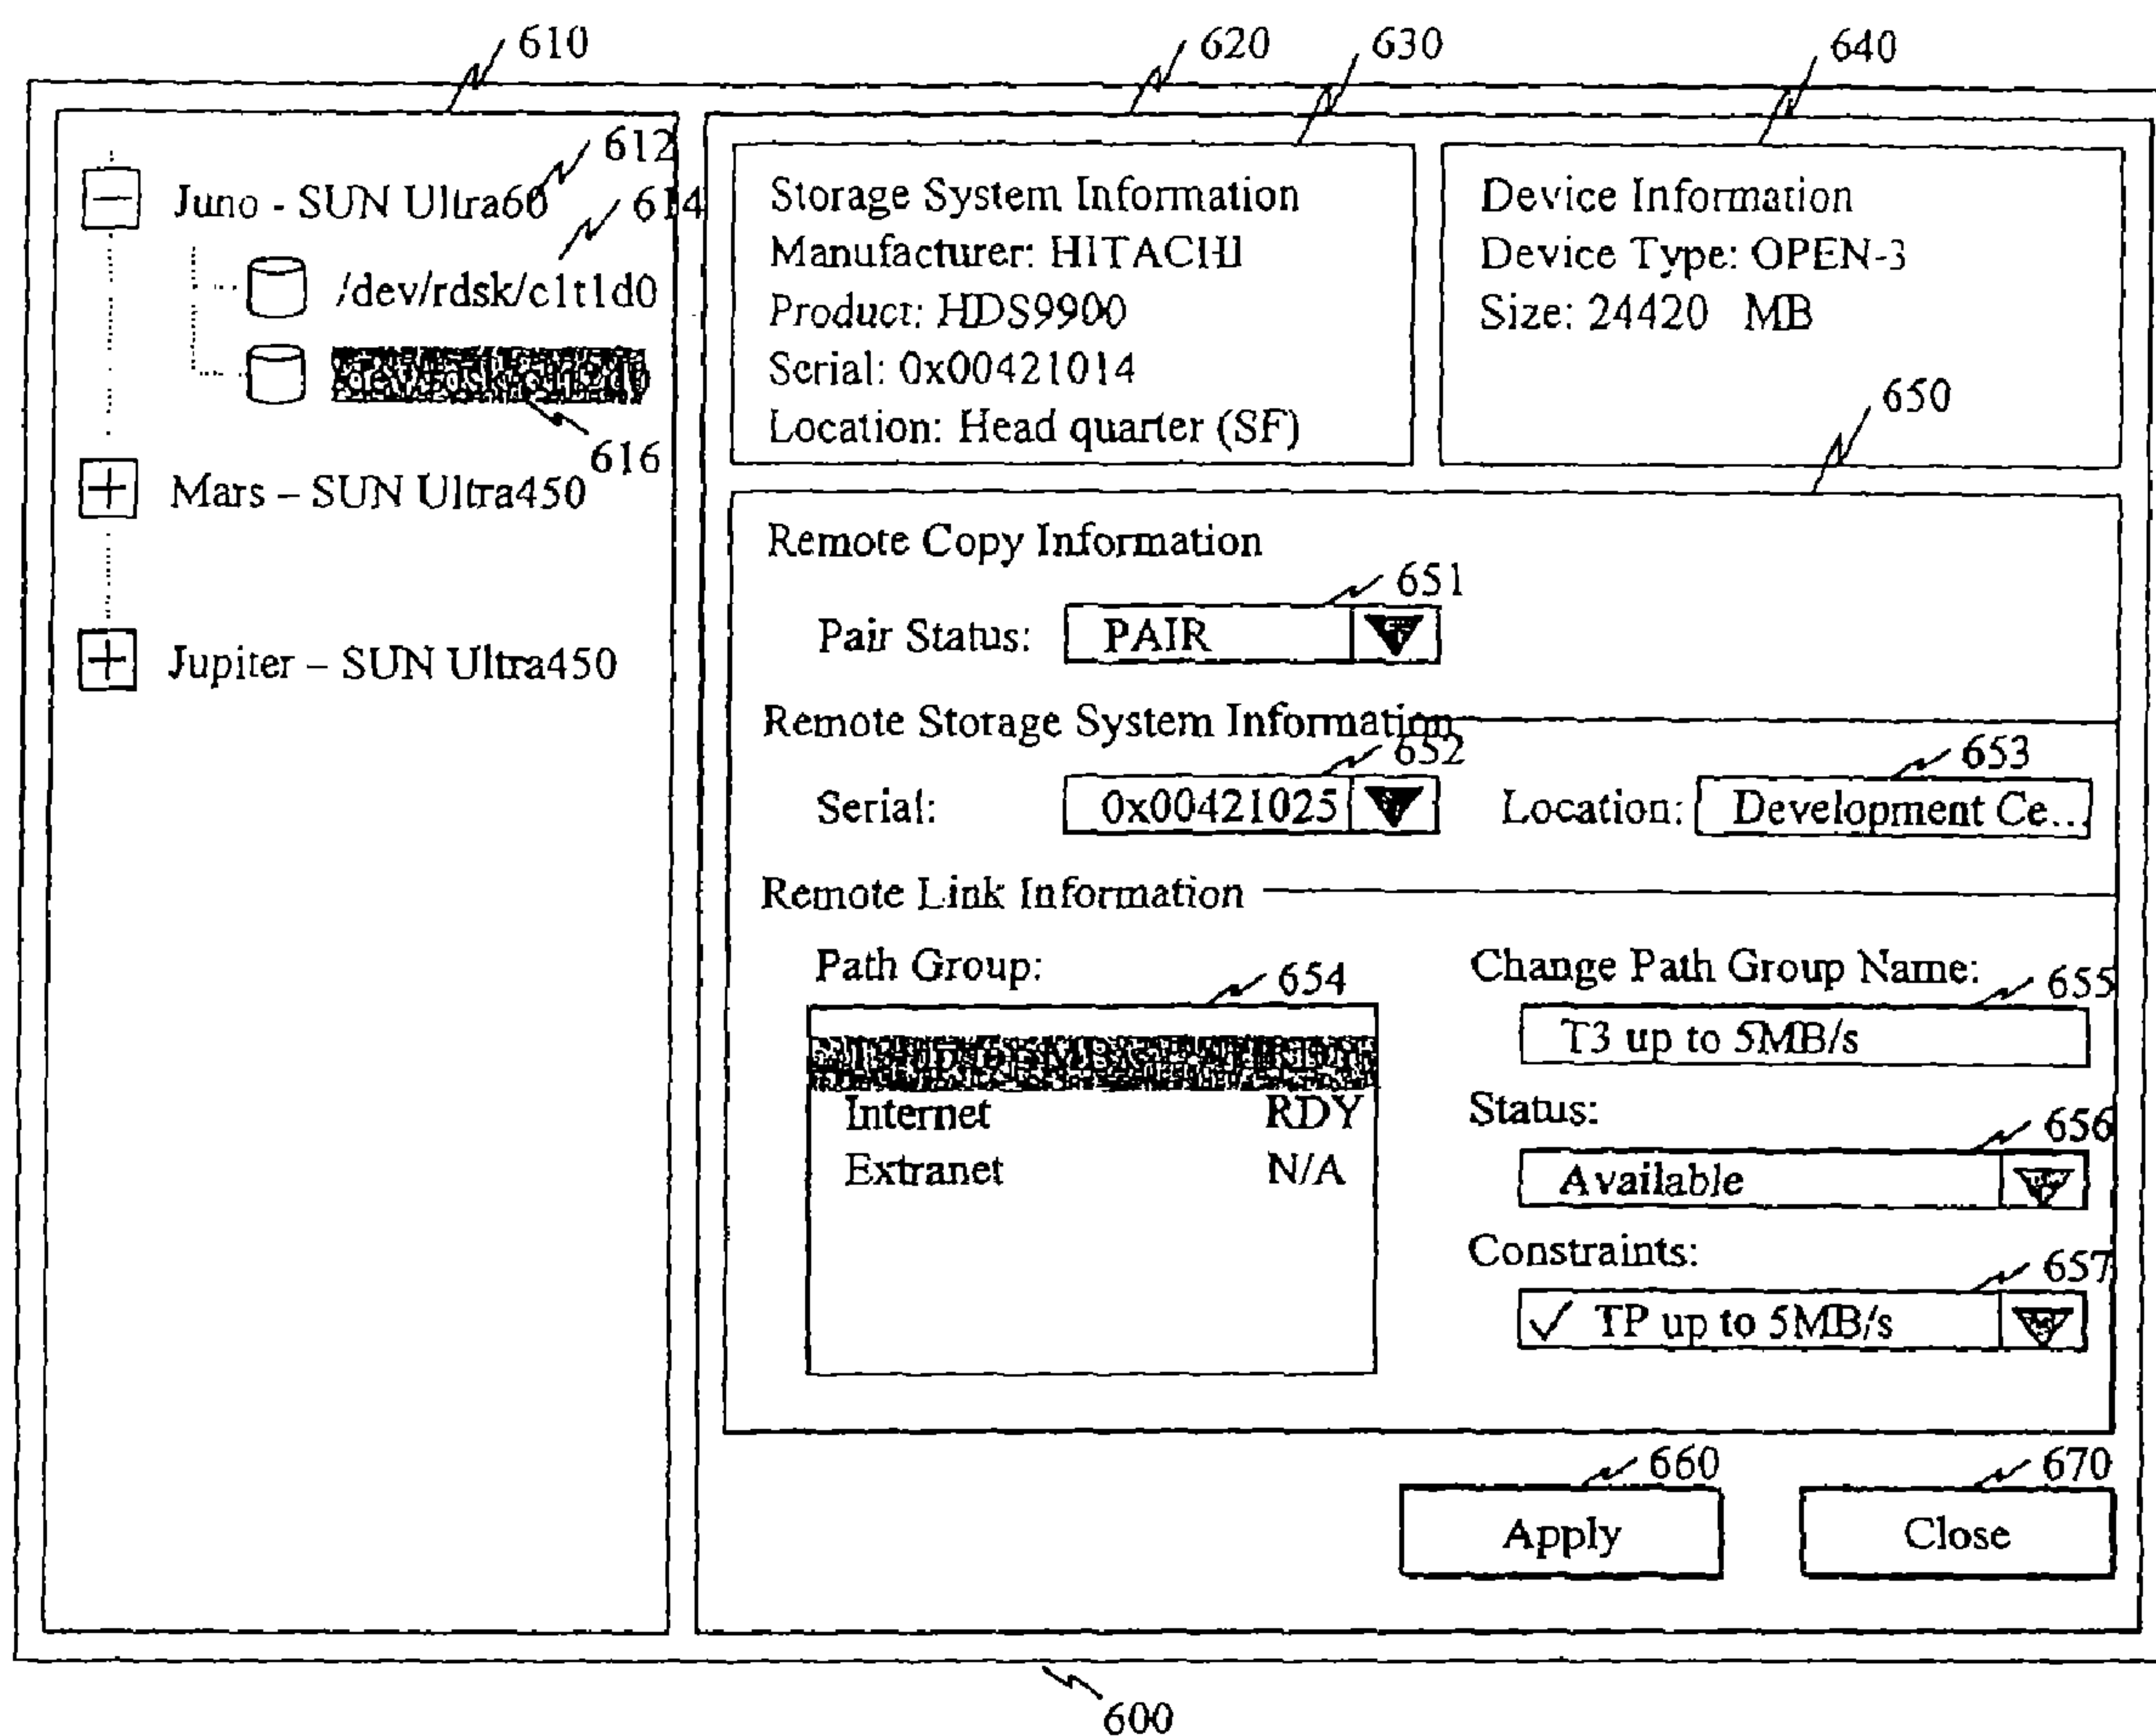 610
620
630
640
612
Juno - SUN Ultra60
614
/dev/rdsk/c1t1d0
616
Mars – SUN Ultra450
Jupiter – SUN Ultra450
Storage System Information
Manufacturer: HITACHI
Product: HDS9900
Serial: 0x00421014
Location: Head quarter (SF)
Device Information
Device Type: OPEN-3
Size: 24420 MB
650
Remote Copy Information
651
Pair Status: PAIR
Remote Storage System Information
652
653
Serial: 0x00421025 Location: Development Ce...
Remote Link Information
Path Group:
654
Internet RDY
Extranet N/A
Change Path Group Name:
655
T3 up to 5MB/s
Status:
656
Available
Constraints:
657
✓ TP up to 5MB/s
660
670
Apply
Close
600